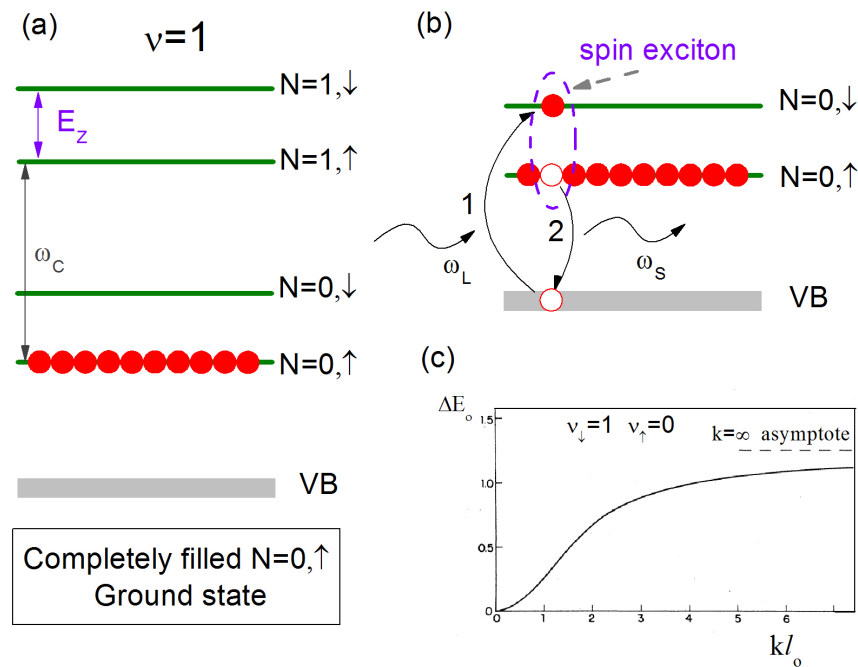 (a)
ν=1
N=1,↓
E_Z
N=1,↑
ω_C
N=0,↓
N=0,↑
VB
Completely filled N=0,↑
Ground state
(b)
spin exciton
N=0,↓
N=0,↑
1
2
ω_L
ω_S
VB
(c)
ΔE_o
1.5
1.0
0.5
0
ν_↓=1 ν_↑=0
k=∞ asymptote
0 1 2 3 4 5 6
kl_o